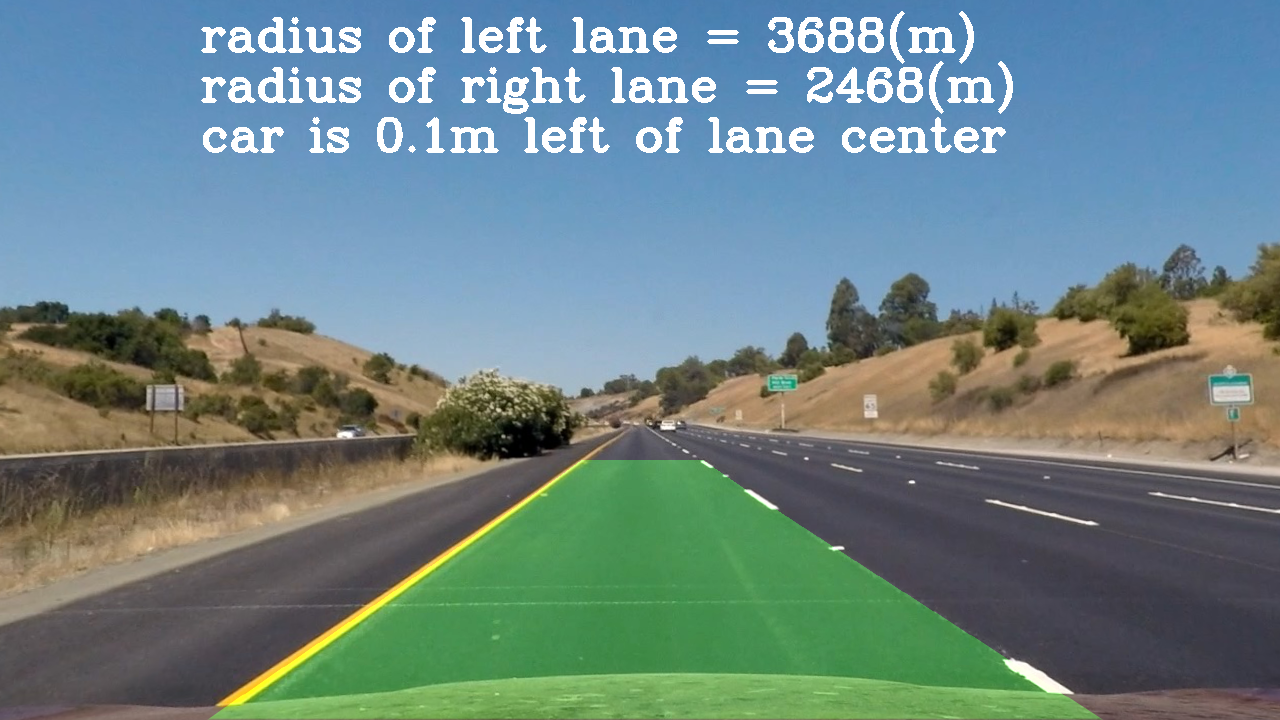 radius of left lane = 3688(m)
radius of right lane = 2468(m)
car is 0.1m left of lane center